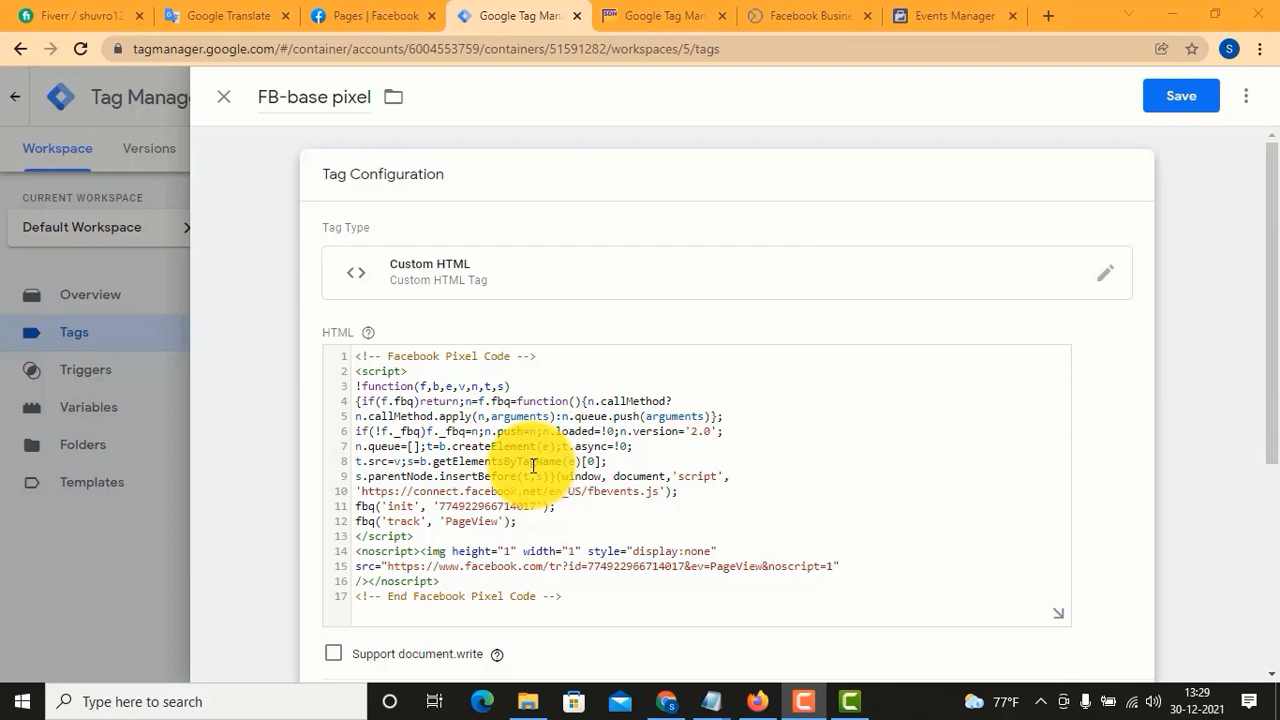 Fiverr / shuvro12
Google Translate
Pages | Facebook
Google Tag Man
Google Tag Man
Facebook Busine
Events Manager
tagmanager.google.com/#/container/accounts/6004553759/containers/51591282/workspaces/5/tags
S
Tag Manag
FB-base pixel
Save
Workspace
Versions
Tag Configuration
CURRENT WORKSPACE
Default Workspace
Tag Type
Custom HTML
Custom HTML Tag
Overview
Tags
Triggers
Variables
Folders
Templates
HTML
1 <!-- Facebook Pixel Code -->
2 <script>
3 !function(f,b,e,v,n,t,s)
4 {if(f.fbq)return;n=f.fbq=function(){n.callMethod?
5 n.callMethod.apply(n,arguments):n.queue.push(arguments)};
6 if(!f._fbq)f._fbq=n;n.push=n;n.loaded=!0;n.version='2.0';
7 n.queue=[];t=b.createElement(e);t.async=!0;
8 t.src=v;s=b.getElementsByTagName(e)[0];
9 s.parentNode.insertBefore(t,s)}(window, document,'script',
10 'https://connect.facebook.net/en_US/fbevents.js');
11 fbq('init', '774922966714017');
12 fbq('track', 'PageView');
13 </script>
14 <noscript><img height="1" width="1" style="display:none"
15 src="https://www.facebook.com/tr?id=774922966714017&ev=PageView&noscript=1"
16 /></noscript>
17 <!-- End Facebook Pixel Code -->
Support document.write
Type here to search
77°F
13:29
30-12-2021